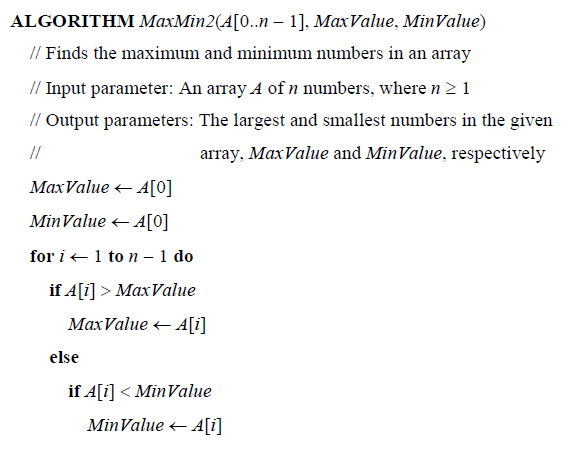 ALGORITHM MaxMin2(A[0..n – 1], MaxValue, MinValue)
// Finds the maximum and minimum numbers in an array
// Input parameter: An array A of n numbers, where n ≥ 1
// Output parameters: The largest and smallest numbers in the given
// array, MaxValue and MinValue, respectively
MaxValue ← A[0]
MinValue ← A[0]
for i ← 1 to n – 1 do
if A[i] > MaxValue
MaxValue ← A[i]
else
if A[i] < MinValue
MinValue ← A[i]